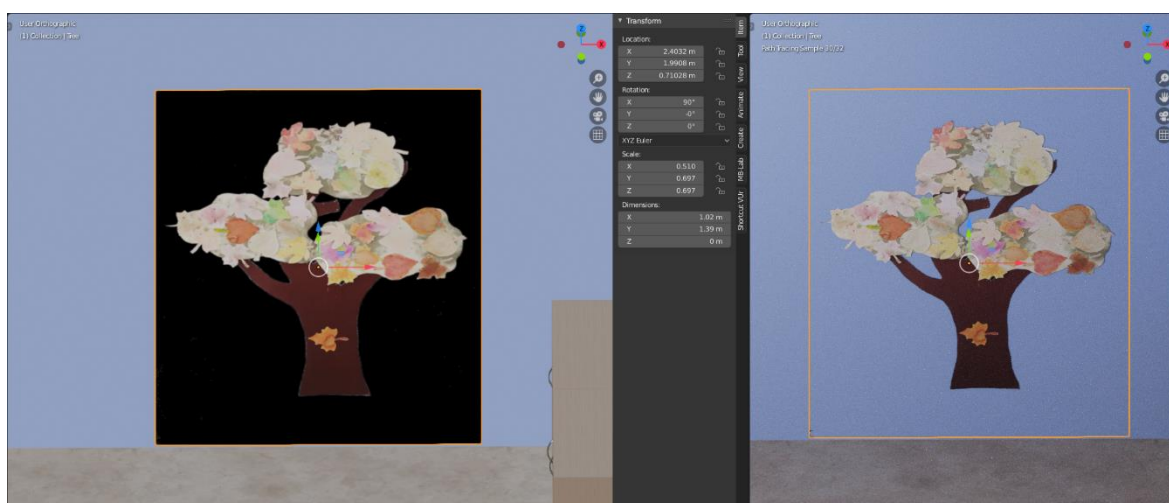 User Orthographic
(1) Collection | Tree
Z
X
Transform
Location:
X 2.4032 m
Y 1.9908 m
Z 0.71028 m
Rotation:
X 90°
Y -0°
Z 0°
XYZ Euler
Scale:
X 0.510
Y 0.697
Z 0.697
Dimensions:
X 1.02 m
Y 1.39 m
Z 0 m
Item
Tool
View
Animate
Create
MB-Lab
Shortcut VUr
User Orthographic
(1) Collection | Tree
Path Tracing Sample 30/32
Z
X